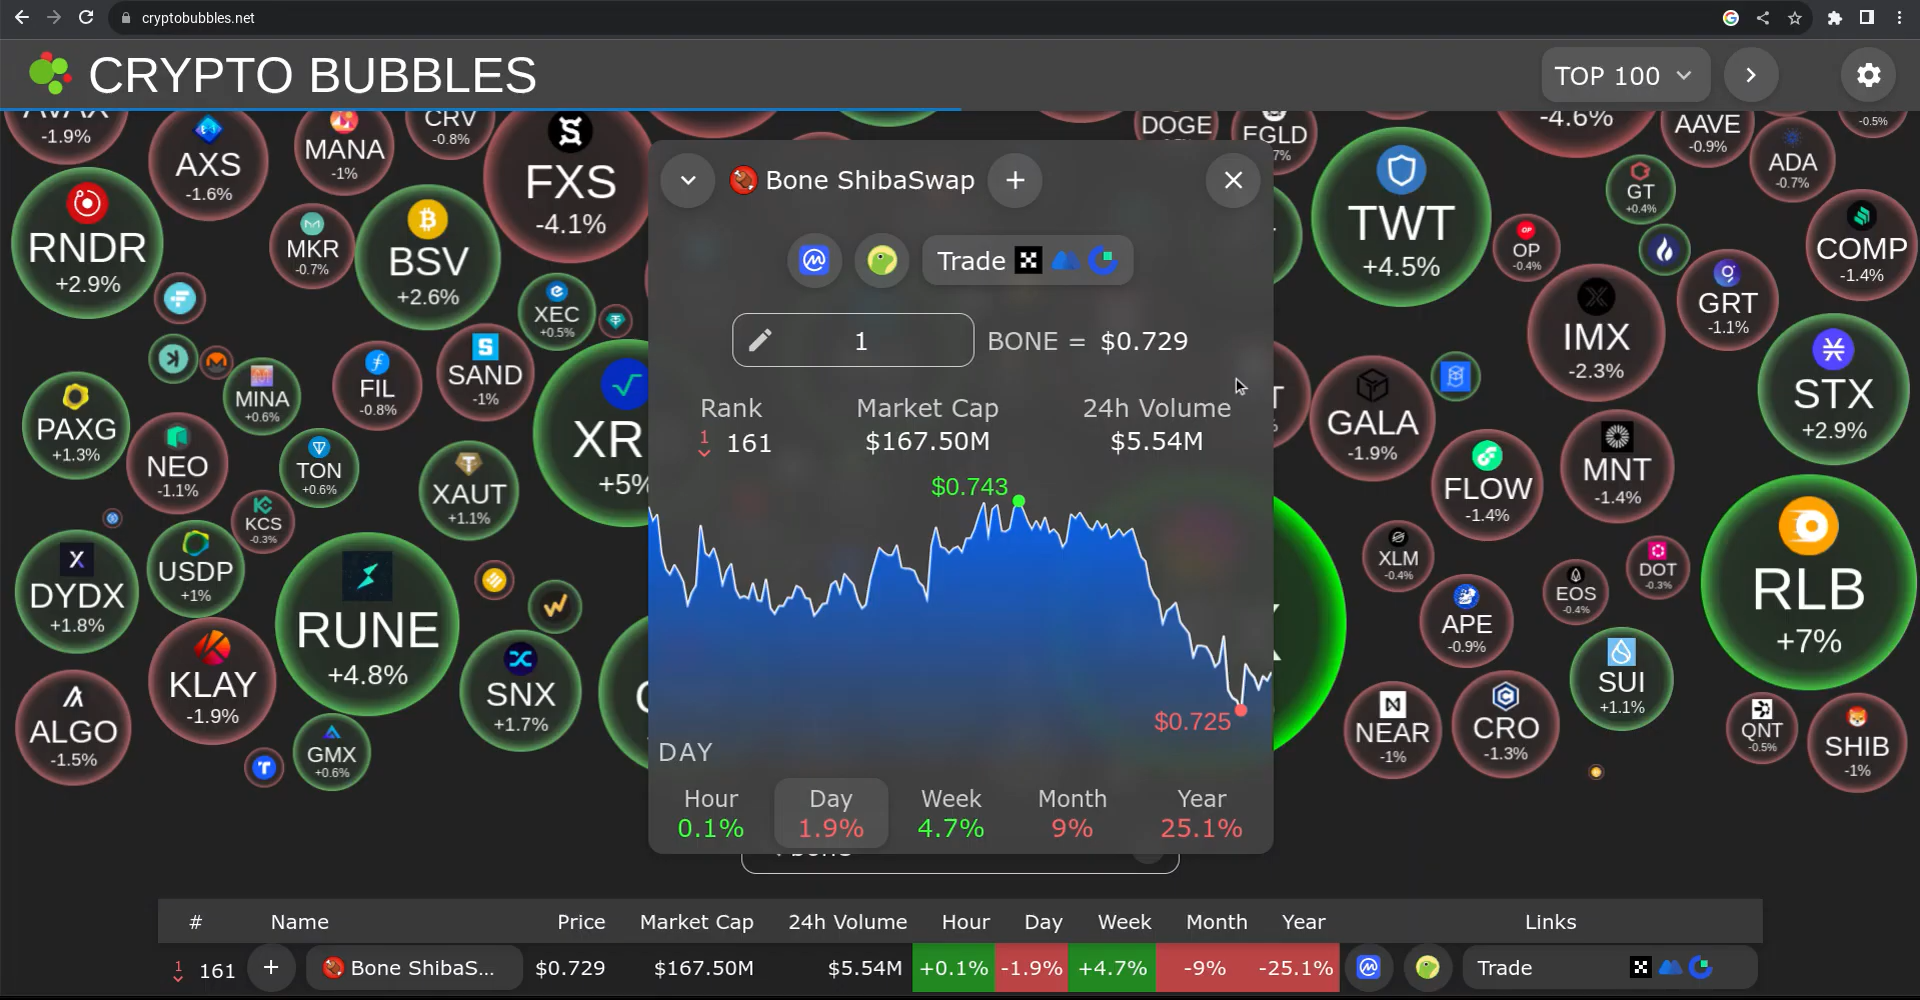 cryptobubbles.net
CRYPTO BUBBLES
TOP 100
-1.9%
AXS
-1.6%
MANA
-1%
CRV
-0.8%
FXS
-4.1%
DOGE
EGLD
-4.6%
AAVE
-0.9%
ADA
-0.7%
-0.5%
RNDR
+2.9%
MKR
-0.7%
BSV
+2.6%
XEC
+0.5%
TWT
+4.5%
GT
+0.4%
OP
-0.4%
COMP
-1.4%
IMX
-2.3%
GRT
-1.1%
Bone ShibaSwap
Trade
1
BONE = $0.729
Rank
1 161
Market Cap
$167.50M
24h Volume
$5.54M
$0.743
$0.725
DAY
Hour
0.1%
Day
1.9%
Week
4.7%
Month
9%
Year
25.1%
MINA
+0.6%
FIL
-0.8%
SAND
-1%
PAXG
+1.3%
NEO
-1.1%
TON
+0.6%
XAUT
+1.1%
XR
+5%
KCS
-0.3%
DYDX
+1.8%
USDP
+1%
RUNE
+4.8%
KLAY
-1.9%
SNX
+1.7%
ALGO
-1.5%
GMX
+0.6%
GALA
-1.9%
STX
+2.9%
FLOW
-1.4%
MNT
-1.4%
XLM
-0.4%
DOT
-0.3%
EOS
-0.4%
APE
-0.9%
RLB
+7%
SUI
+1.1%
NEAR
-1%
CRO
-1.3%
QNT
-0.5%
SHIB
-1%
# Name Price Market Cap 24h Volume Hour Day Week Month Year Links
1 161 + Bone ShibaS... $0.729 $167.50M $5.54M +0.1% -1.9% +4.7% -9% -25.1% Trade